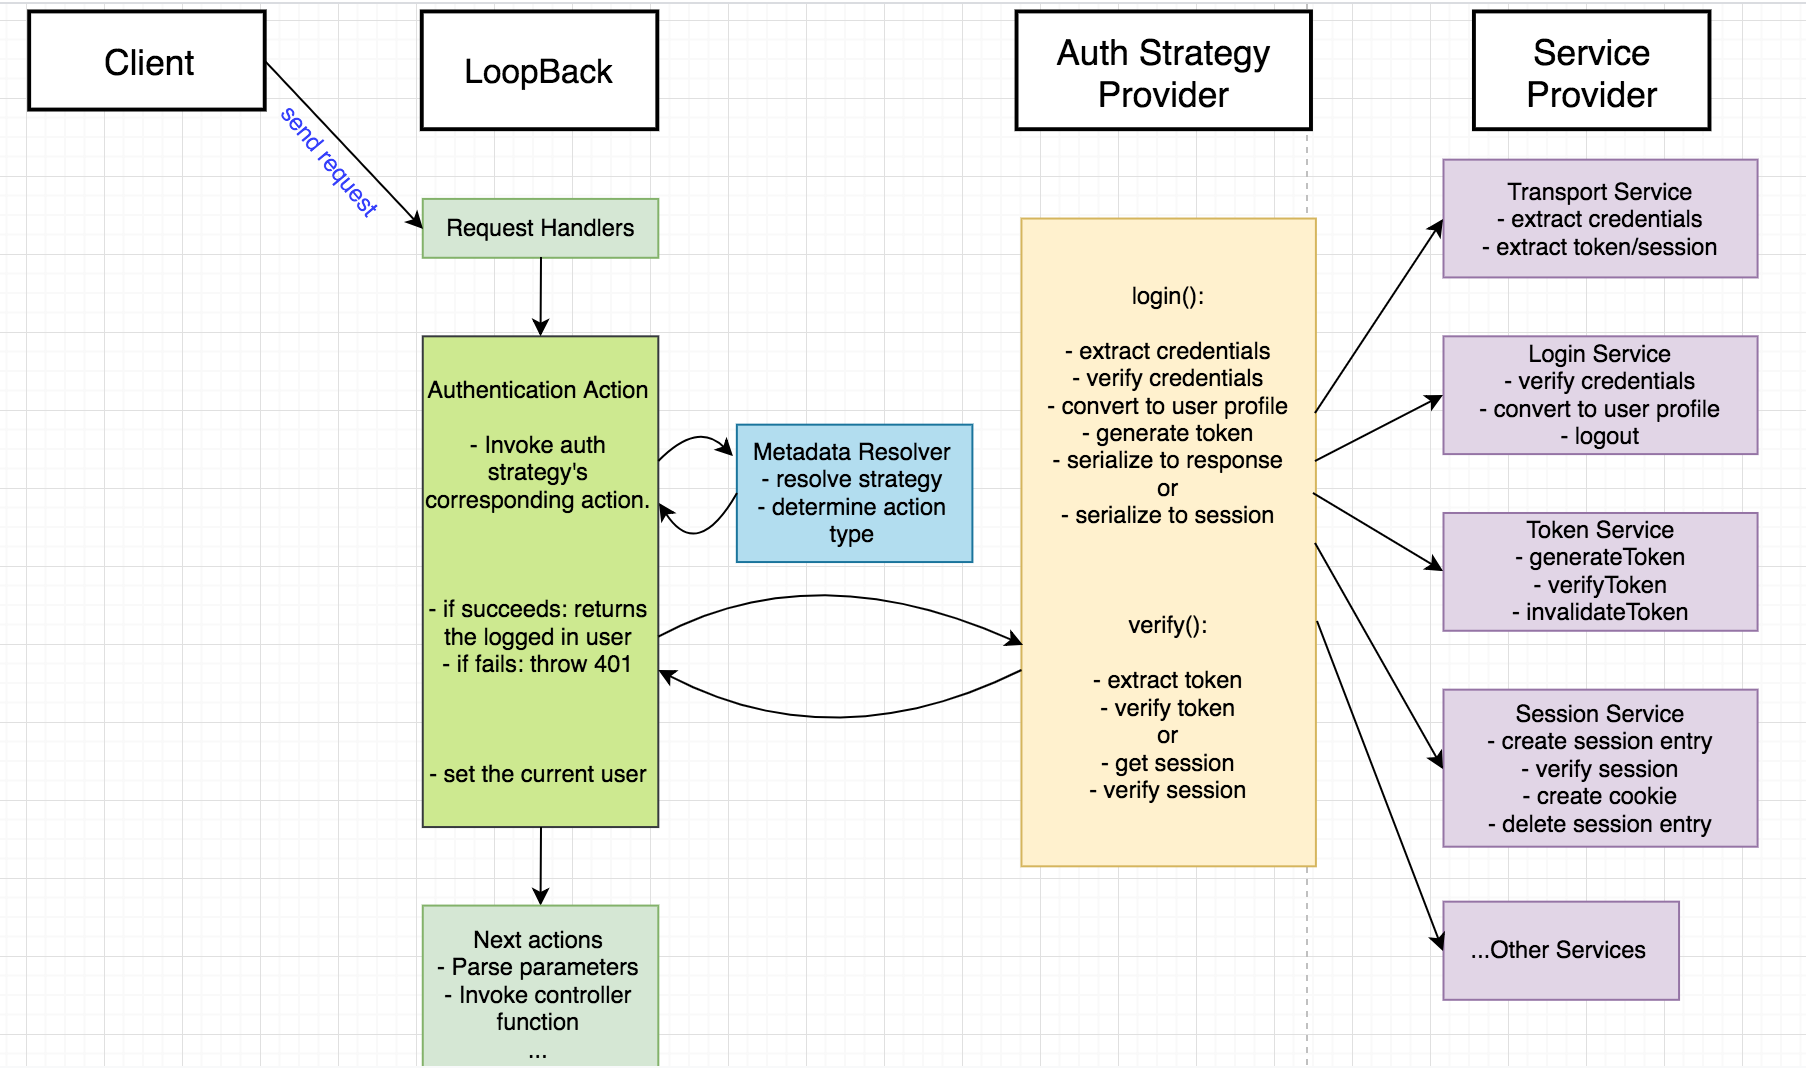 Client
LoopBack
Auth Strategy
Provider
Service
Provider
send request
Request Handlers
Authentication Action
- Invoke auth
strategy's
corresponding action.
- if succeeds: returns
the logged in user
- if fails: throw 401
- set the current user
Next actions
- Parse parameters
- Invoke controller
function
...
Metadata Resolver
- resolve strategy
- determine action
type
login():
- extract credentials
- verify credentials
- convert to user profile
- generate token
- serialize to response
or
- serialize to session
verify():
- extract token
- verify token
or
- get session
- verify session
Transport Service
- extract credentials
- extract token/session
Login Service
- verify credentials
- convert to user profile
- logout
Token Service
- generateToken
- verifyToken
- invalidateToken
Session Service
- create session entry
- verify session
- create cookie
- delete session entry
...Other Services